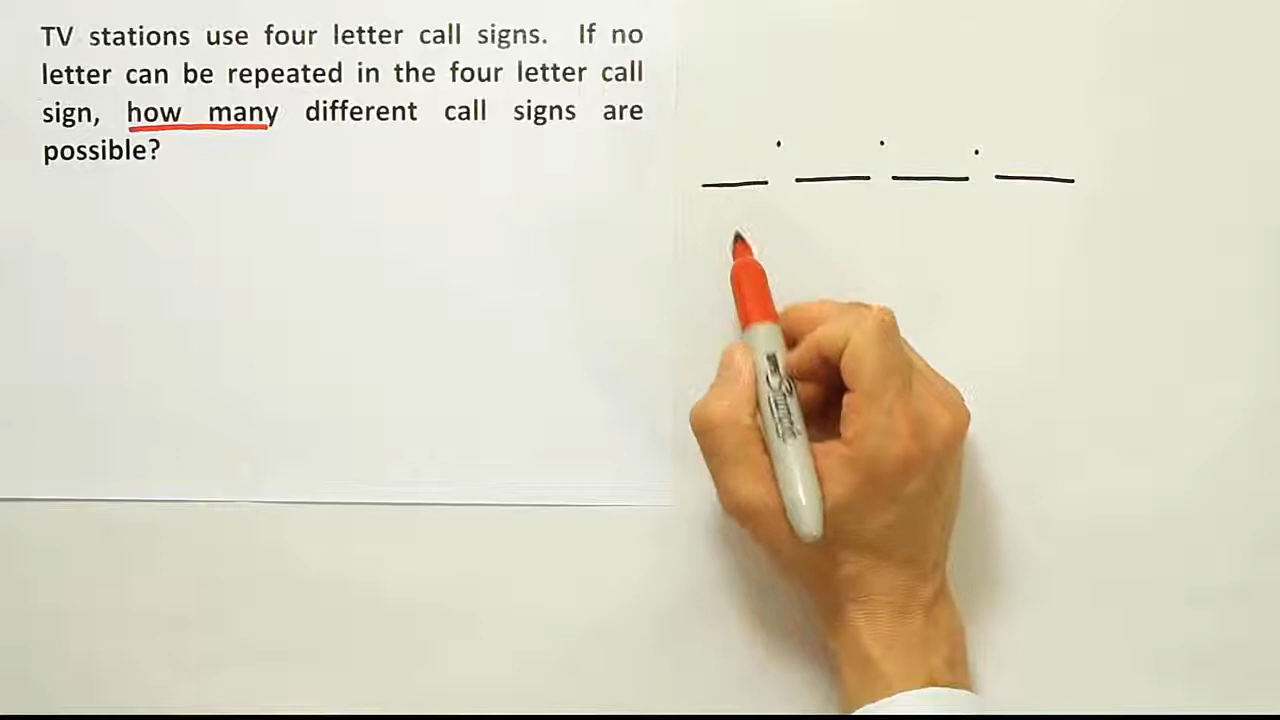 TV stations use four letter call signs. If no
letter can be repeated in the four letter call
sign, how many different call signs are
possible?